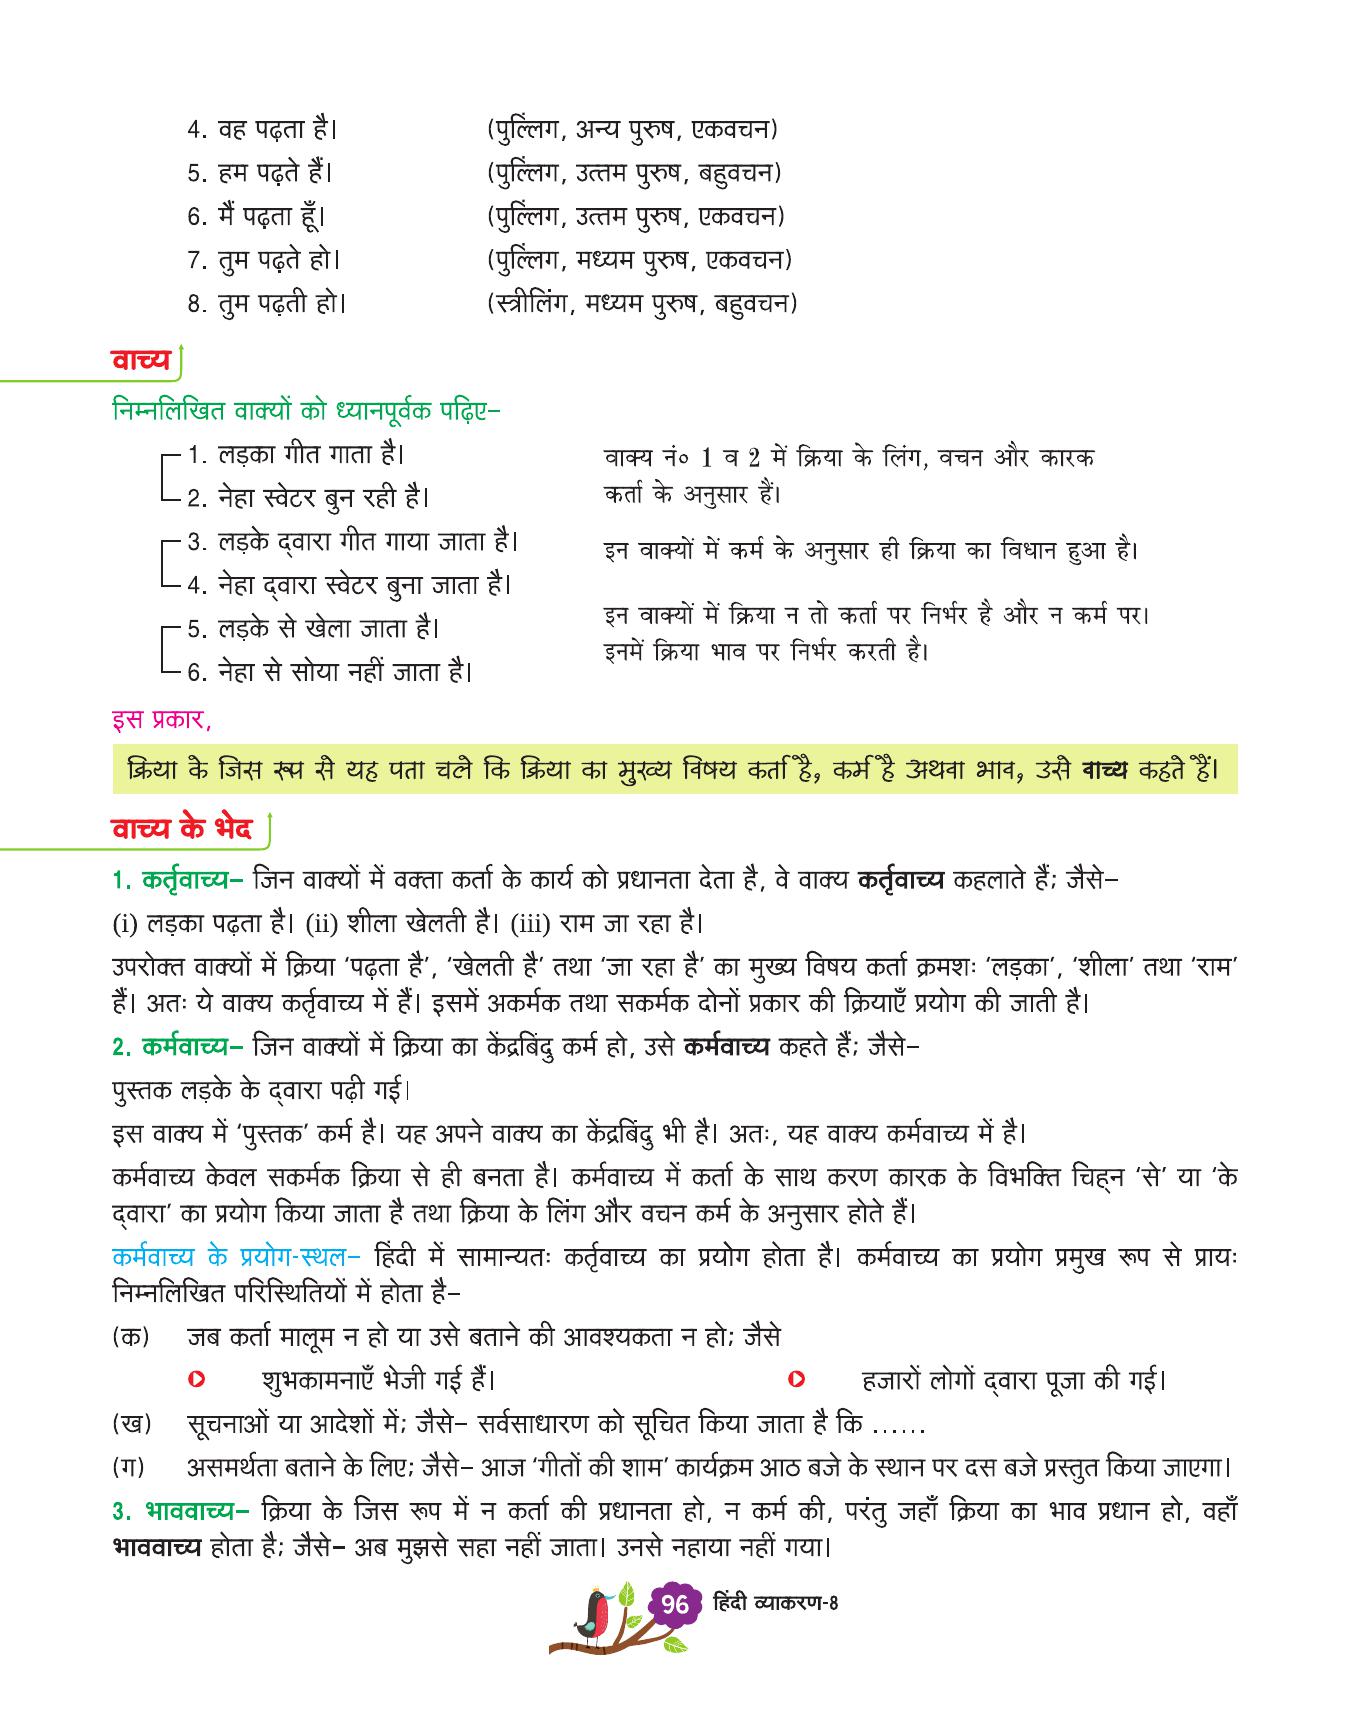 4. वह पढ़ता है। (पुल्लिंग, अन्य पुरुष, एकवचन)
5. हम पढ़ते हैं। (पुल्लिंग, उत्तम पुरुष, बहुवचन)
6. मैं पढ़ता हूँ। (पुल्लिंग, उत्तम पुरुष, एकवचन)
7. तुम पढ़ते हो। (पुल्लिंग, मध्यम पुरुष, एकवचन)
8. तुम पढ़ती हो। (स्त्रीलिंग, मध्यम पुरुष, बहुवचन)
वाच्य
निम्नलिखित वाक्यों को ध्यानपूर्वक पढ़िए–
1. लड़का गीत गाता है।
2. नेहा स्वेटर बुन रही है।
वाक्य नं० 1 व 2 में क्रिया के लिंग, वचन और कारक
कर्ता के अनुसार हैं।
3. लड़के द्वारा गीत गाया जाता है।
4. नेहा द्वारा स्वेटर बुना जाता है।
इन वाक्यों में कर्म के अनुसार ही क्रिया का विधान हुआ है।
5. लड़के से खेला जाता है।
6. नेहा से सोया नहीं जाता है।
इन वाक्यों में क्रिया न तो कर्ता पर निर्भर है और न कर्म पर।
इनमें क्रिया भाव पर निर्भर करती है।
इस प्रकार,
क्रिया के जिस रूप से यह पता चले कि क्रिया का मुख्य विषय कर्ता है, कर्म है अथवा भाव, उसे वाच्य कहते हैं।
वाच्य के भेद
1. कर्तृवाच्य– जिन वाक्यों में वक्ता कर्ता के कार्य को प्रधानता देता है, वे वाक्य कर्तृवाच्य कहलाते हैं; जैसे–
(i) लड़का पढ़ता है। (ii) शीला खेलती है। (iii) राम जा रहा है।
उपरोक्त वाक्यों में क्रिया ‘पढ़ता है’, ‘खेलती है’ तथा ‘जा रहा है’ का मुख्य विषय कर्ता क्रमशः ‘लड़का’, ‘शीला’ तथा ‘राम’
हैं। अतः ये वाक्य कर्तृवाच्य में हैं। इसमें अकर्मक तथा सकर्मक दोनों प्रकार की क्रियाएँ प्रयोग की जाती है।
2. कर्मवाच्य– जिन वाक्यों में क्रिया का केंद्रबिंदु कर्म हो, उसे कर्मवाच्य कहते हैं; जैसे–
पुस्तक लड़के के द्वारा पढ़ी गई।
इस वाक्य में ‘पुस्तक’ कर्म है। यह अपने वाक्य का केंद्रबिंदु भी है। अतः, यह वाक्य कर्मवाच्य में है।
कर्मवाच्य केवल सकर्मक क्रिया से ही बनता है। कर्मवाच्य में कर्ता के साथ करण कारक के विभक्ति चिह्न ‘से’ या ‘के
द्वारा’ का प्रयोग किया जाता है तथा क्रिया के लिंग और वचन कर्म के अनुसार होते हैं।
कर्मवाच्य के प्रयोग-स्थल– हिंदी में सामान्यतः कर्तृवाच्य का प्रयोग होता है। कर्मवाच्य का प्रयोग प्रमुख रूप से प्रायः
निम्नलिखित परिस्थितियों में होता है–
(क) जब कर्ता मालूम न हो या उसे बताने की आवश्यकता न हो; जैसे
शुभकामनाएँ भेजी गई हैं। हजारों लोगों द्वारा पूजा की गई।
(ख) सूचनाओं या आदेशों में; जैसे– सर्वसाधारण को सूचित किया जाता है कि ......
(ग) असमर्थता बताने के लिए; जैसे– आज ‘गीतों की शाम’ कार्यक्रम आठ बजे के स्थान पर दस बजे प्रस्तुत किया जाएगा।
3. भाववाच्य– क्रिया के जिस रूप में न कर्ता की प्रधानता हो, न कर्म की, परंतु जहाँ क्रिया का भाव प्रधान हो, वहाँ
भाववाच्य होता है; जैसे– अब मुझसे सहा नहीं जाता। उनसे नहाया नहीं गया।
96 हिंदी व्याकरण-8